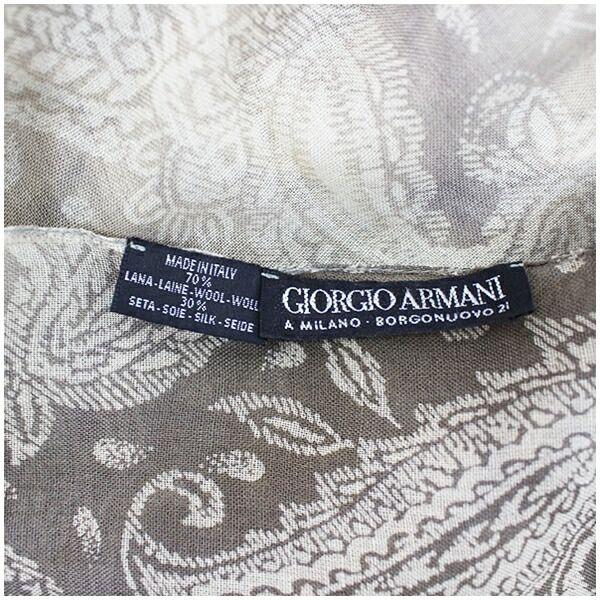 MADE IN ITALY
70%
LANA-LAINE-WOOL-WOLL
30%
SETA-SOIE-SILK-SEIDE
GIORGIO ARMANI
A MILANO · BORGONUOVO 21